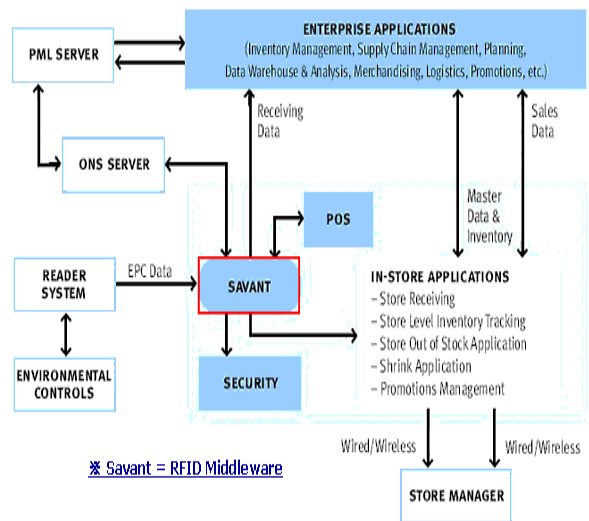 ENTERPRISE APPLICATIONS
(Inventory Management, Supply Chain Management, Planning,
Data Warehouse & Analysis, Merchandising, Logistics, Promotions, etc.)
PML SERVER
Receiving
Data
Sales
Data
ONS SERVER
Master
Data &
Inventory
POS
READER
SYSTEM
EPC Data
SAVANT
IN-STORE APPLICATIONS
– Store Receiving
– Store Level Inventory Tracking
– Store Out of Stock Application
– Shrink Application
– Promotions Management
ENVIRONMENTAL
CONTROLS
SECURITY
Wired/Wireless
Wired/Wireless
※ Savant = RFID Middleware
STORE MANAGER